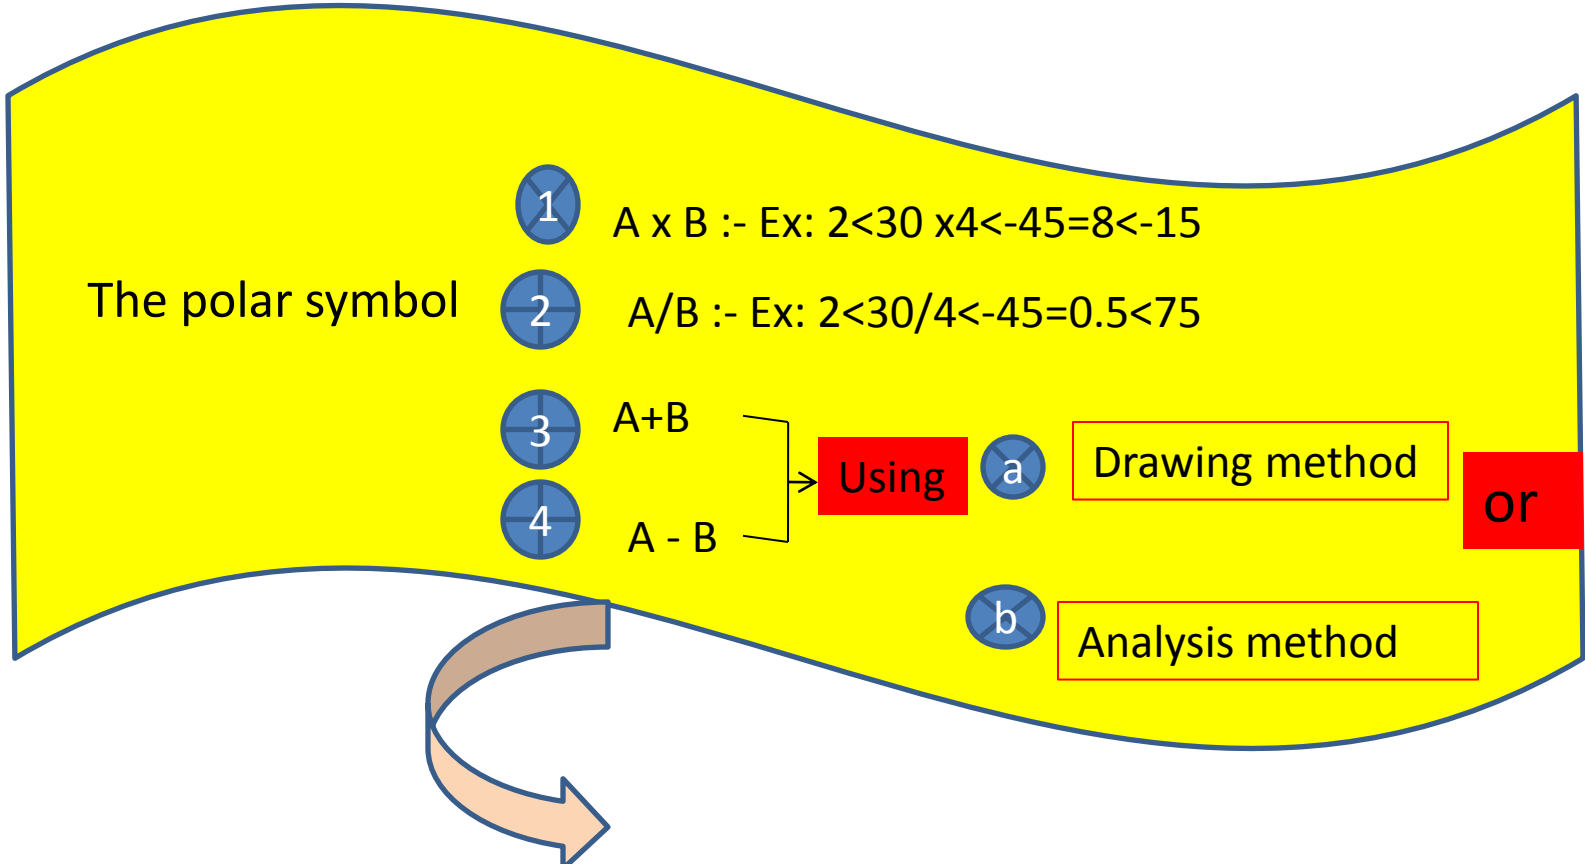 The polar symbol
1 A x B :- Ex: 2<30 x4<-45=8<-15
2 A/B :- Ex: 2<30/4<-45=0.5<75
3 A+B
4 A - B
Using
a Drawing method
or
b Analysis method